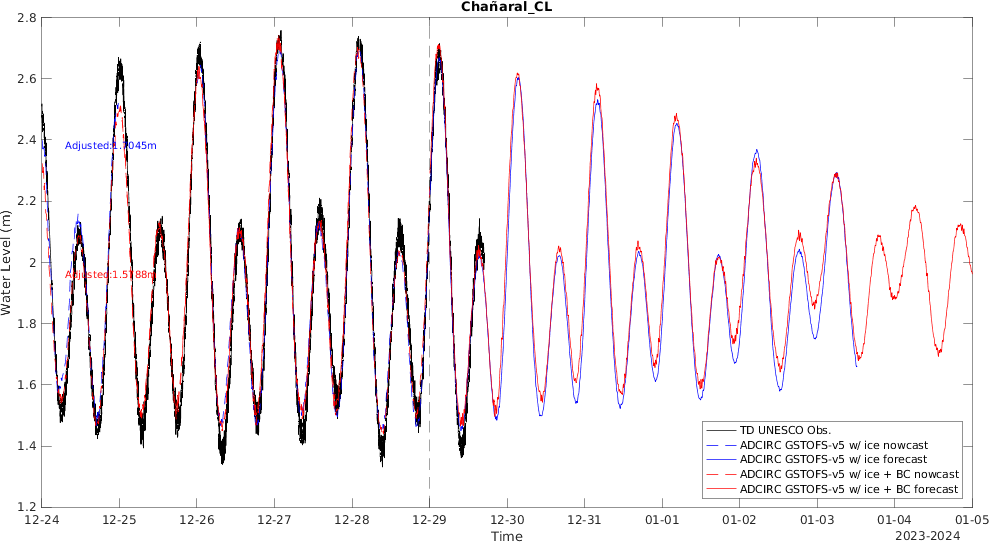 Chañaral_CL
2.8
2.6
2.4
2.2
2
1.8
1.6
1.4
1.2
Water Level (m)
Adjusted:1.7045m
Adjusted:1.5788m
TD UNESCO Obs.
ADCIRC GSTOFS-v5 w/ ice nowcast
ADCIRC GSTOFS-v5 w/ ice forecast
ADCIRC GSTOFS-v5 w/ ice + BC nowcast
ADCIRC GSTOFS-v5 w/ ice + BC forecast
12-24 12-25 12-26 12-27 12-28 12-29 12-30 12-31 01-01 01-02 01-03 01-04 01-05
Time
2023-2024